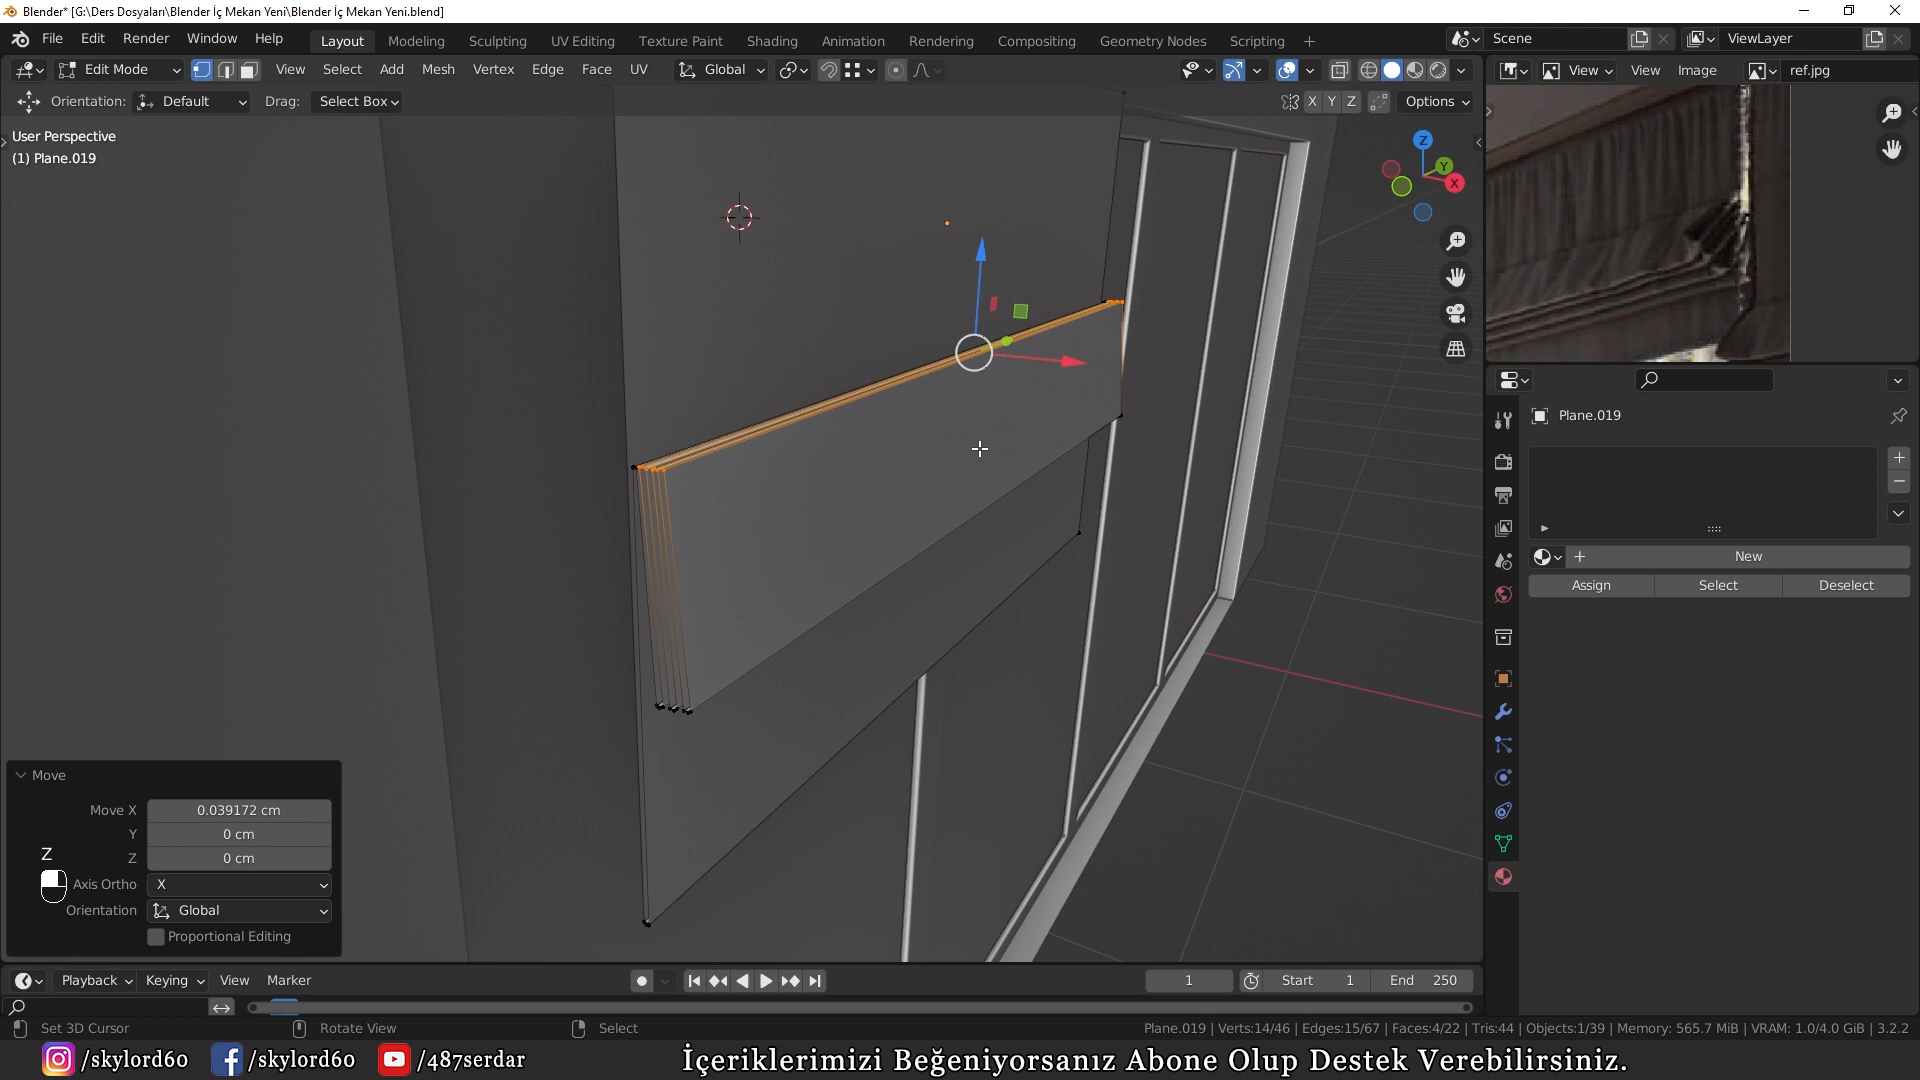 Blender* [G:\Ders Dosyaları\Blender İç Mekan Yeni\Blender İç Mekan Yeni.blend]
File Edit Render Window Help
Layout Modeling Sculpting UV Editing Texture Paint Shading Animation Rendering Compositing Geometry Nodes Scripting +
Scene ViewLayer
Edit Mode View Select Add Mesh Vertex Edge Face UV Global
View View Image ref.jpg
Orientation: Default Drag: Select Box X Y Z Options
User Perspective
(1) Plane.019
Z
Y
X
Plane.019
+ New
Assign Select Deselect
Move
Move X 0.039172 cm
Y 0 cm
Z 0 cm
Z
Axis Ortho X
Orientation Global
Proportional Editing
Playback Keying View Marker 1 Start 1 End 250
Set 3D Cursor Rotate View Select Plane.019 | Verts:14/46 | Edges:15/67 | Faces:4/22 | Tris:44 | Objects:1/39 | Memory: 565.7 MiB | VRAM: 1.0/4.0 GiB | 3.2.2
/skylord60 /skylord60 /487serdar İçeriklerimizi Beğeniyorsanız Abone Olup Destek Verebilirsiniz.